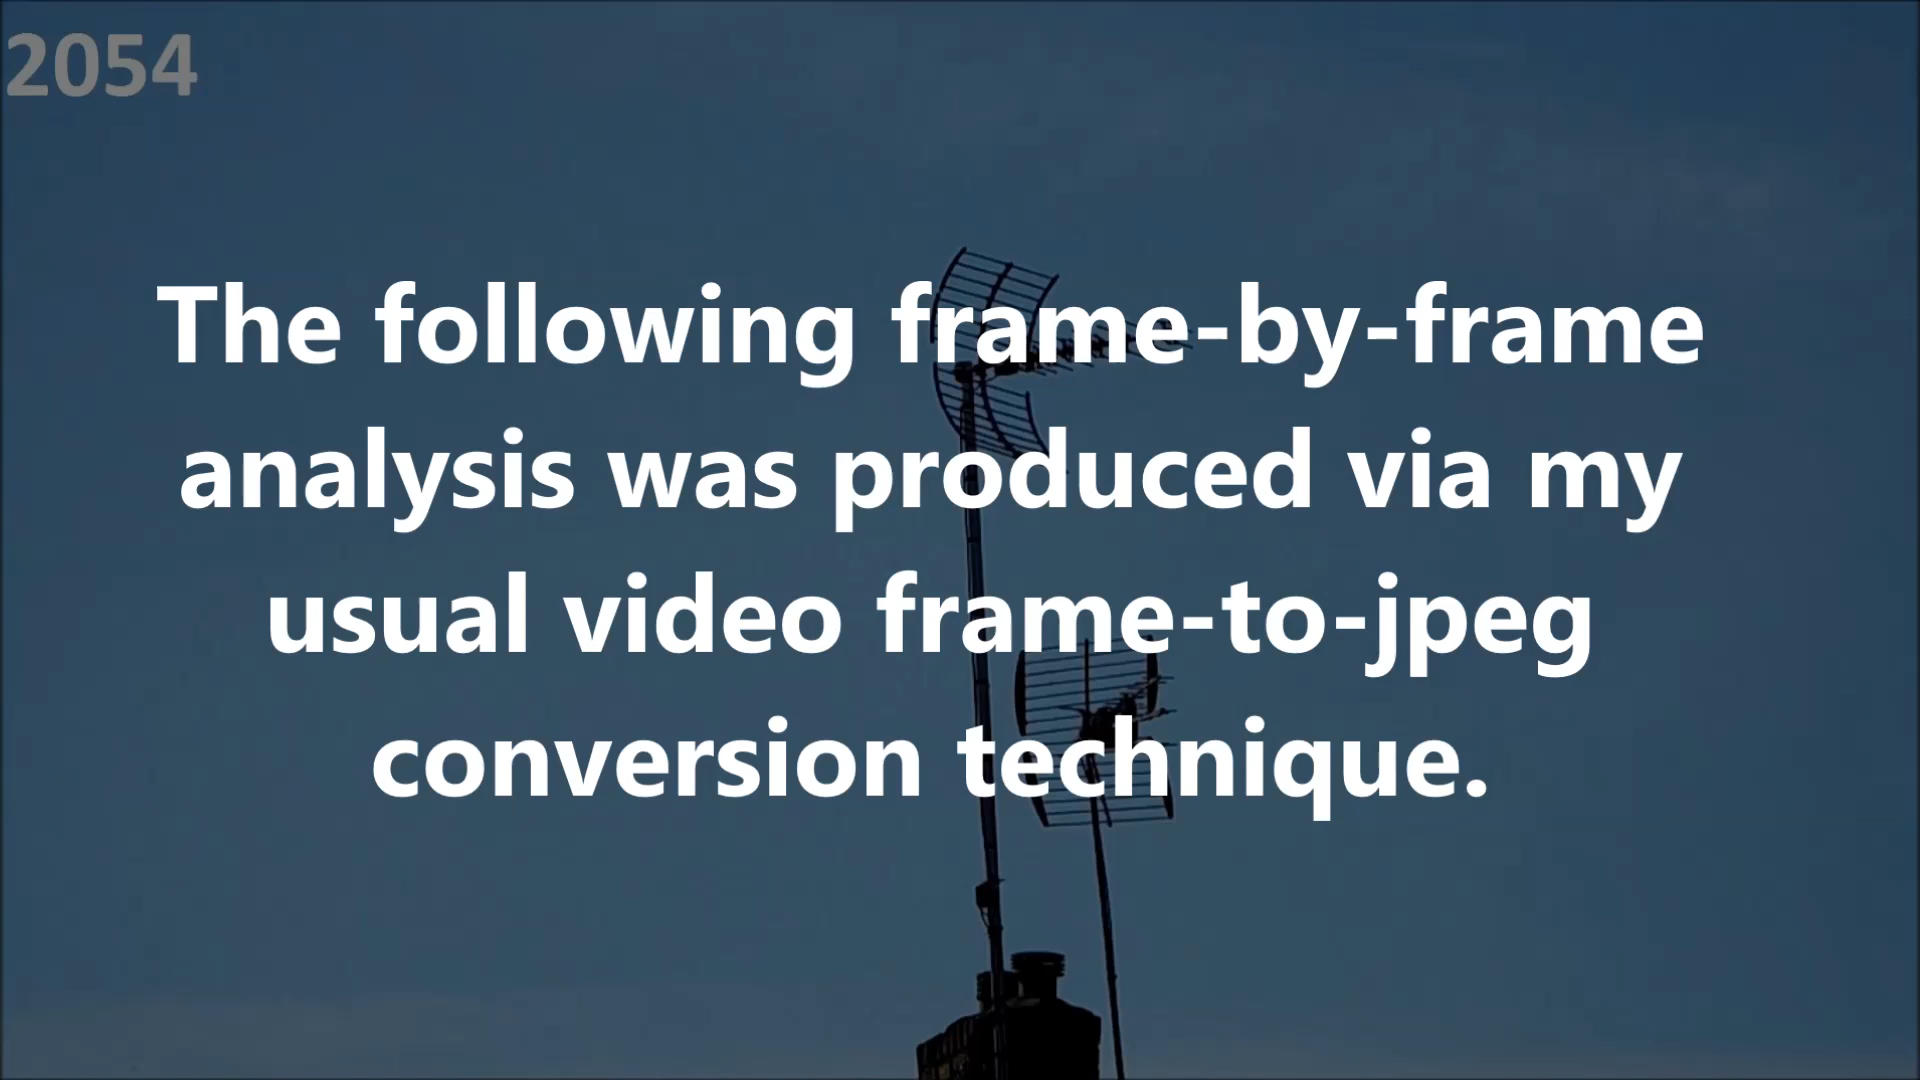 2054
The following frame-by-frame
analysis was produced via my
usual video frame-to-jpeg
conversion technique.